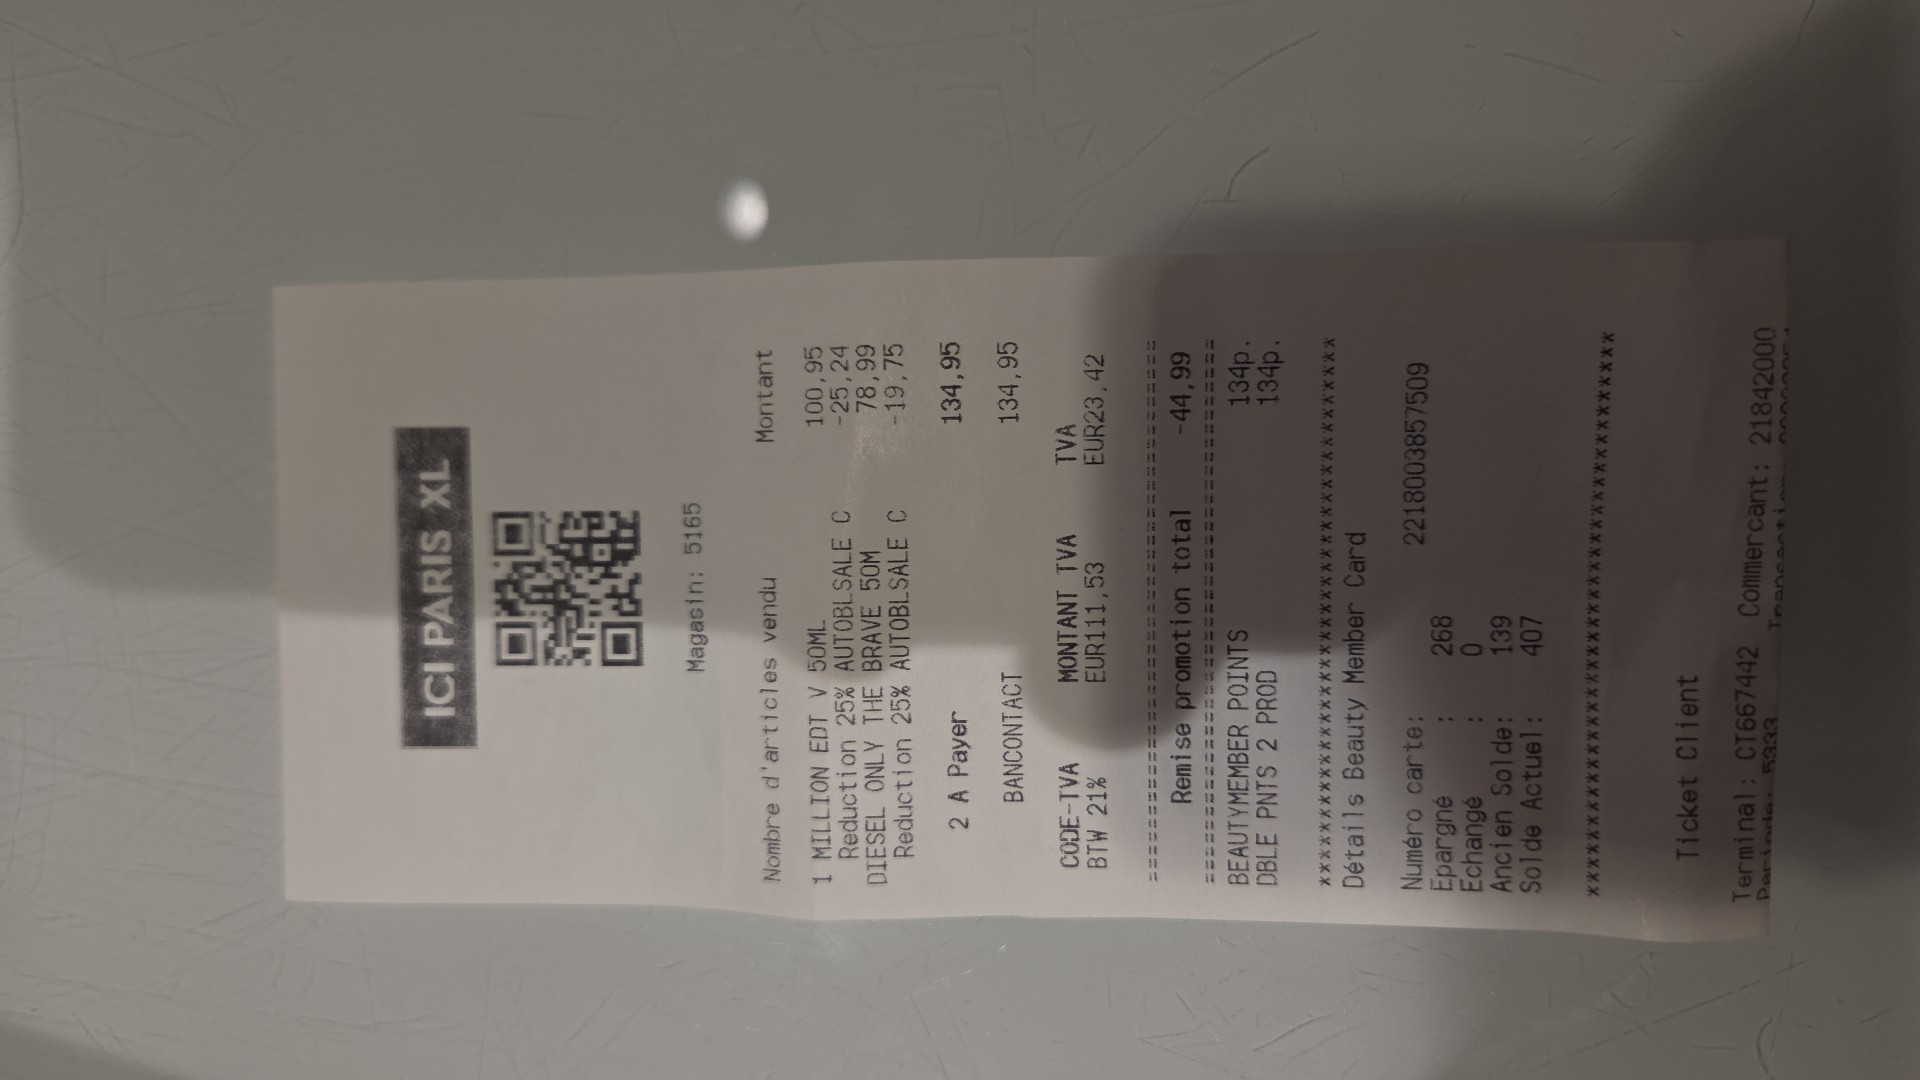 ICI PARIS XL
Magasin: 5165
Nombre d'articles vendu Montant
1 MILLION EDT V 50ML 100,95
Reduction 25% AUTOBLSALE C -25,24
DIESEL ONLY THE BRAVE 50M 78,99
Reduction 25% AUTOBLSALE C -19,75
2 A Payer 134,95
BANCONTACT 134,95
CODE-TVA MONTANT TVA TVA
BTW 21% EUR111,53 EUR23,42
==========================================
Remise promotion total -44,99
==========================================
BEAUTYMEMBER POINTS 134p.
DBLE PNTS 2 PROD 134p.
******************************************
Détails Beauty Member Card
Numéro carte: 2218003857509
Epargné : 268
Echangé : 0
Ancien Solde: 139
Solde Actuel: 407
******************************************
Ticket Client
Terminal: CT667442 Commercant: 21842000